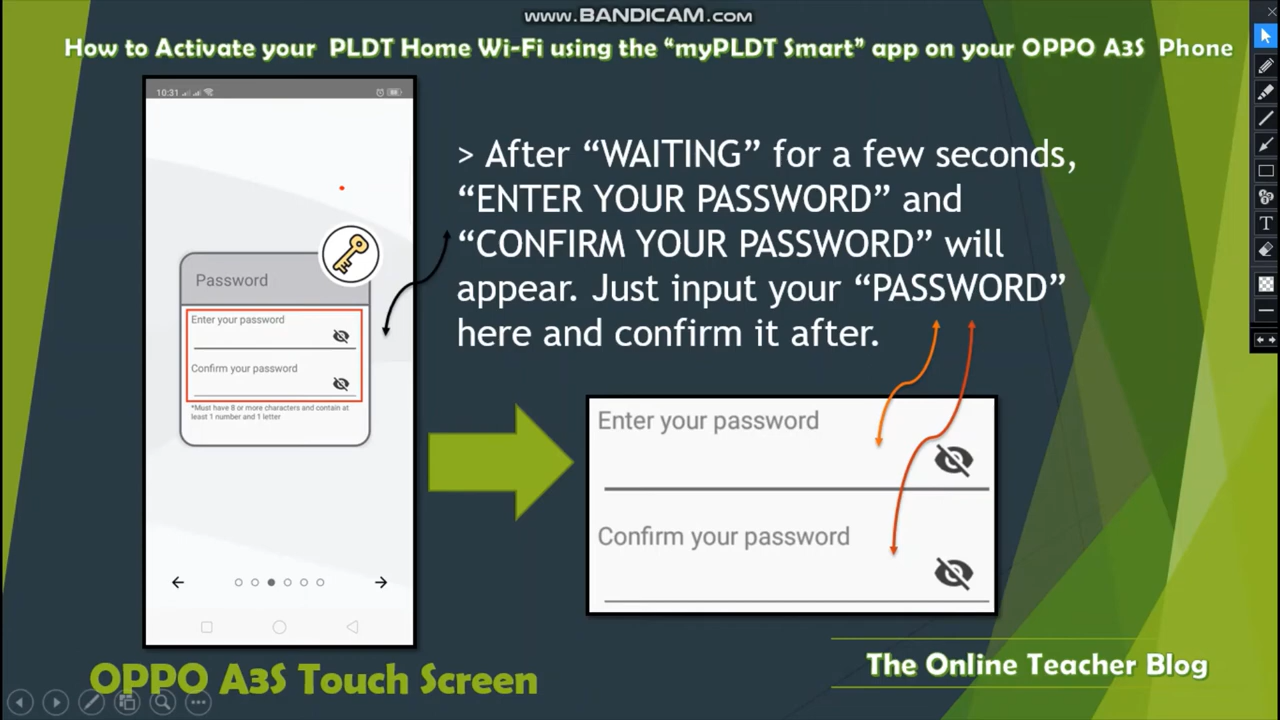 www.BANDICAM.com
How to Activate your PLDT Home Wi-Fi using the “myPLDT Smart” app on your OPPO A3S Phone
10:31
> After “WAITING” for a few seconds,
“ENTER YOUR PASSWORD” and
“CONFIRM YOUR PASSWORD” will
appear. Just input your “PASSWORD”
here and confirm it after.
Password
Enter your password
Confirm your password
*Must have 8 or more characters and contain at
least 1 number and 1 letter
Enter your password
Confirm your password
OPPO A3S Touch Screen
The Online Teacher Blog